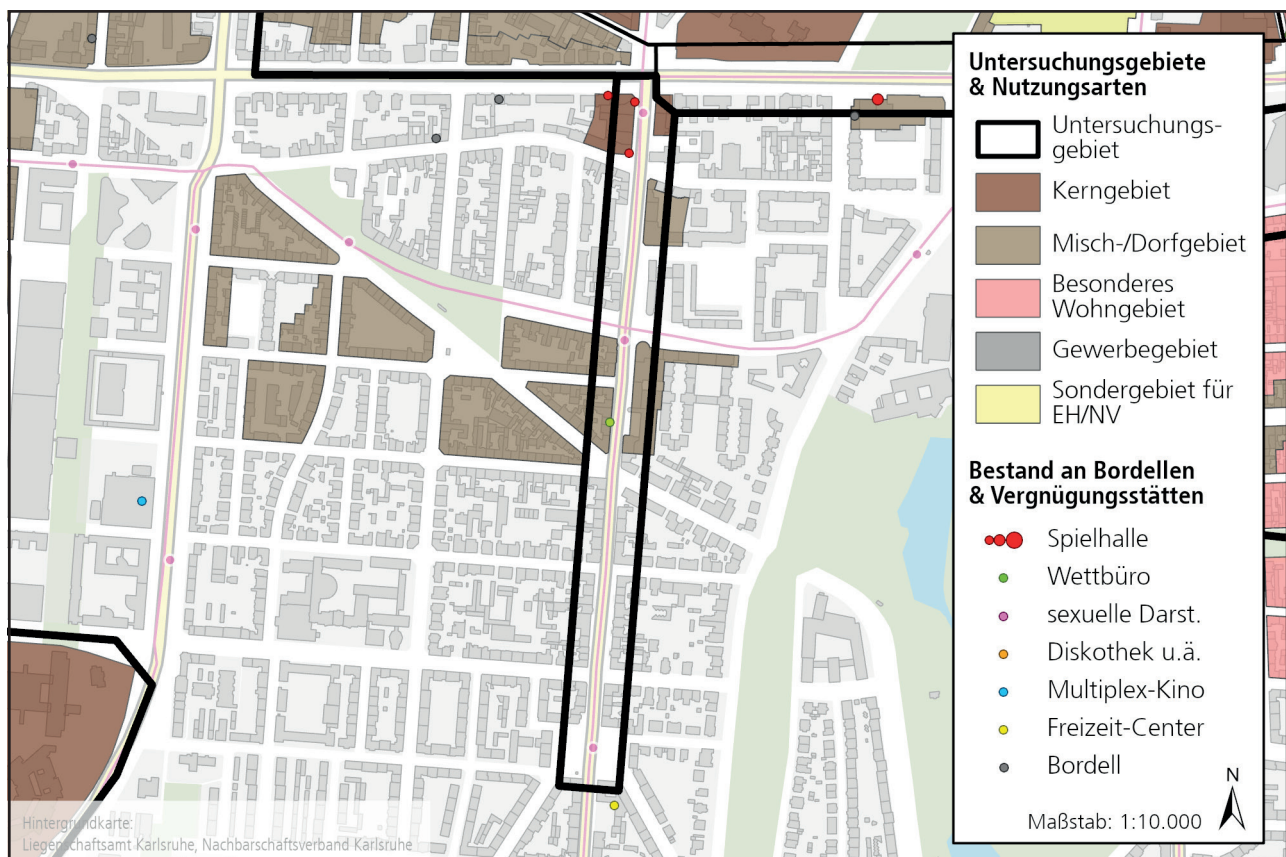 Untersuchungsgebiete
& Nutzungsarten
Untersuchungs-
gebiet
Kerngebiet
Misch-/Dorfgebiet
Besonderes
Wohngebiet
Gewerbegebiet
Sondergebiet für
EH/NV
Bestand an Bordellen
& Vergnügungsstätten
Spielhalle
Wettbüro
sexuelle Darst.
Diskothek u.ä.
Multiplex-Kino
Freizeit-Center
Bordell
N
Maßstab: 1:10.000
Hintergrundkarte:
Liegenschaftsamt Karlsruhe, Nachbarschaftsverband Karlsruhe